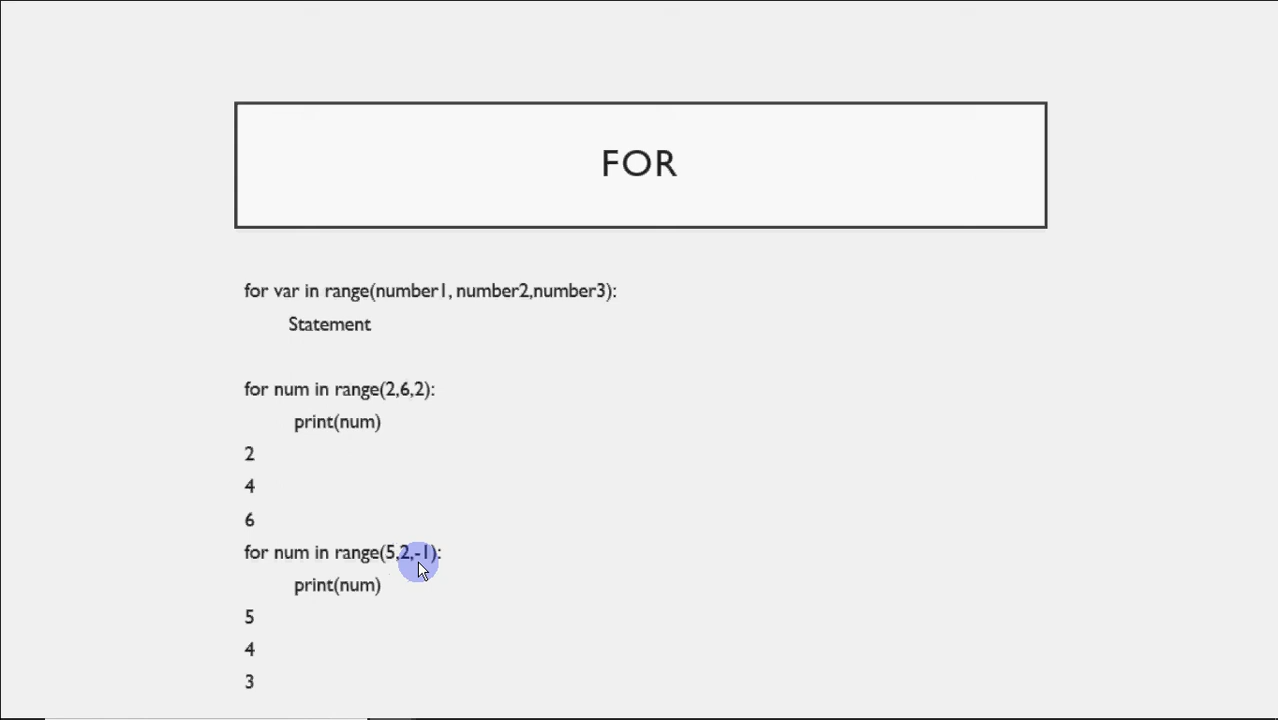 FOR
for var in range(number1, number2,number3):
Statement
for num in range(2,6,2):
print(num)
2
4
6
for num in range(5,2,-1):
print(num)
5
4
3